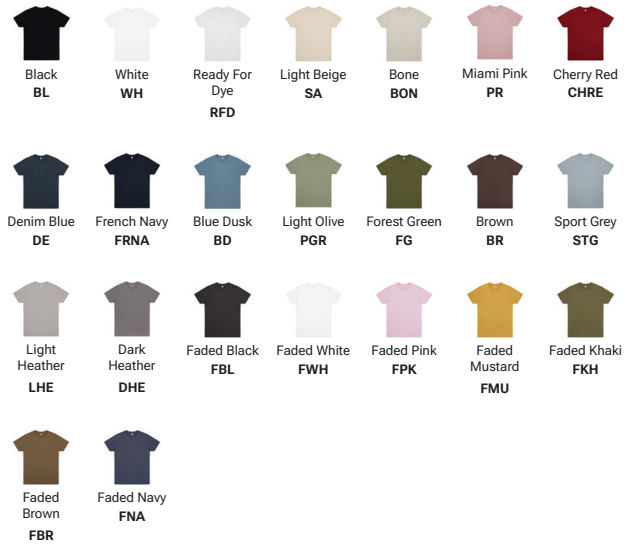 Black
BL
White
WH
Ready For
Dye
RFD
Light Beige
SA
Bone
BON
Miami Pink
PR
Cherry Red
CHRE
Denim Blue
DE
French Navy
FRNA
Blue Dusk
BD
Light Olive
PGR
Forest Green
FG
Brown
BR
Sport Grey
STG
Light
Heather
LHE
Dark
Heather
DHE
Faded Black
FBL
Faded White
FWH
Faded Pink
FPK
Faded
Mustard
FMU
Faded Khaki
FKH
Faded
Brown
FBR
Faded Navy
FNA